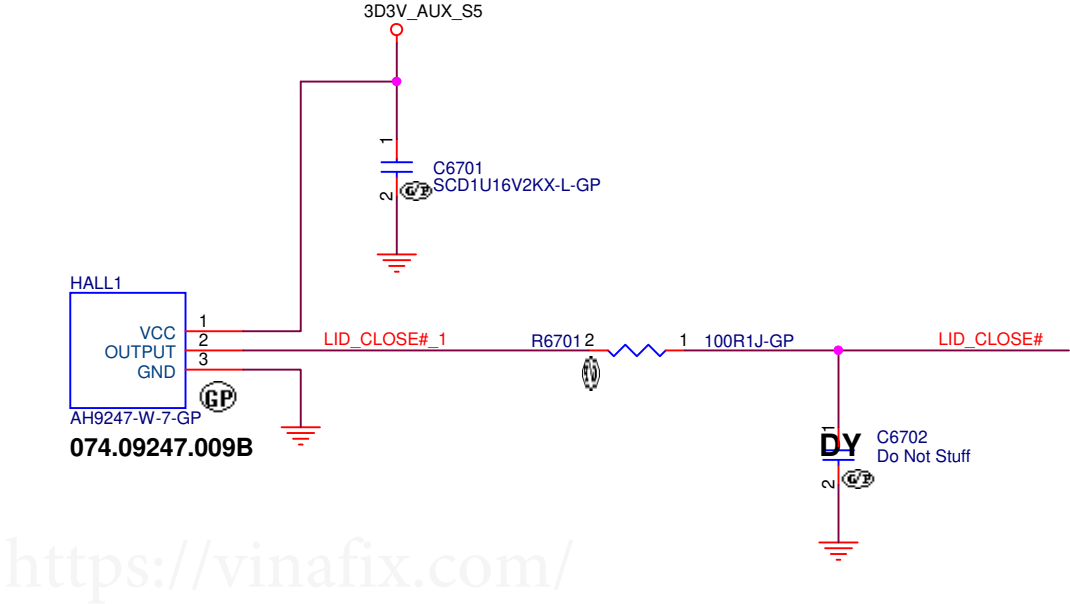 3D3V_AUX_S5
1
C6701
SCD1U16V2KX-L-GP
2
G/P
HALL1
VCC 1
OUTPUT 2
GND 3
LID_CLOSE#_1
R6701 2
1 100R1J-GP
LID_CLOSE#
GP
AH9247-W-7-GP
074.09247.009B
1
DY
C6702
Do Not Stuff
2
G/P
https://vinafix.com/